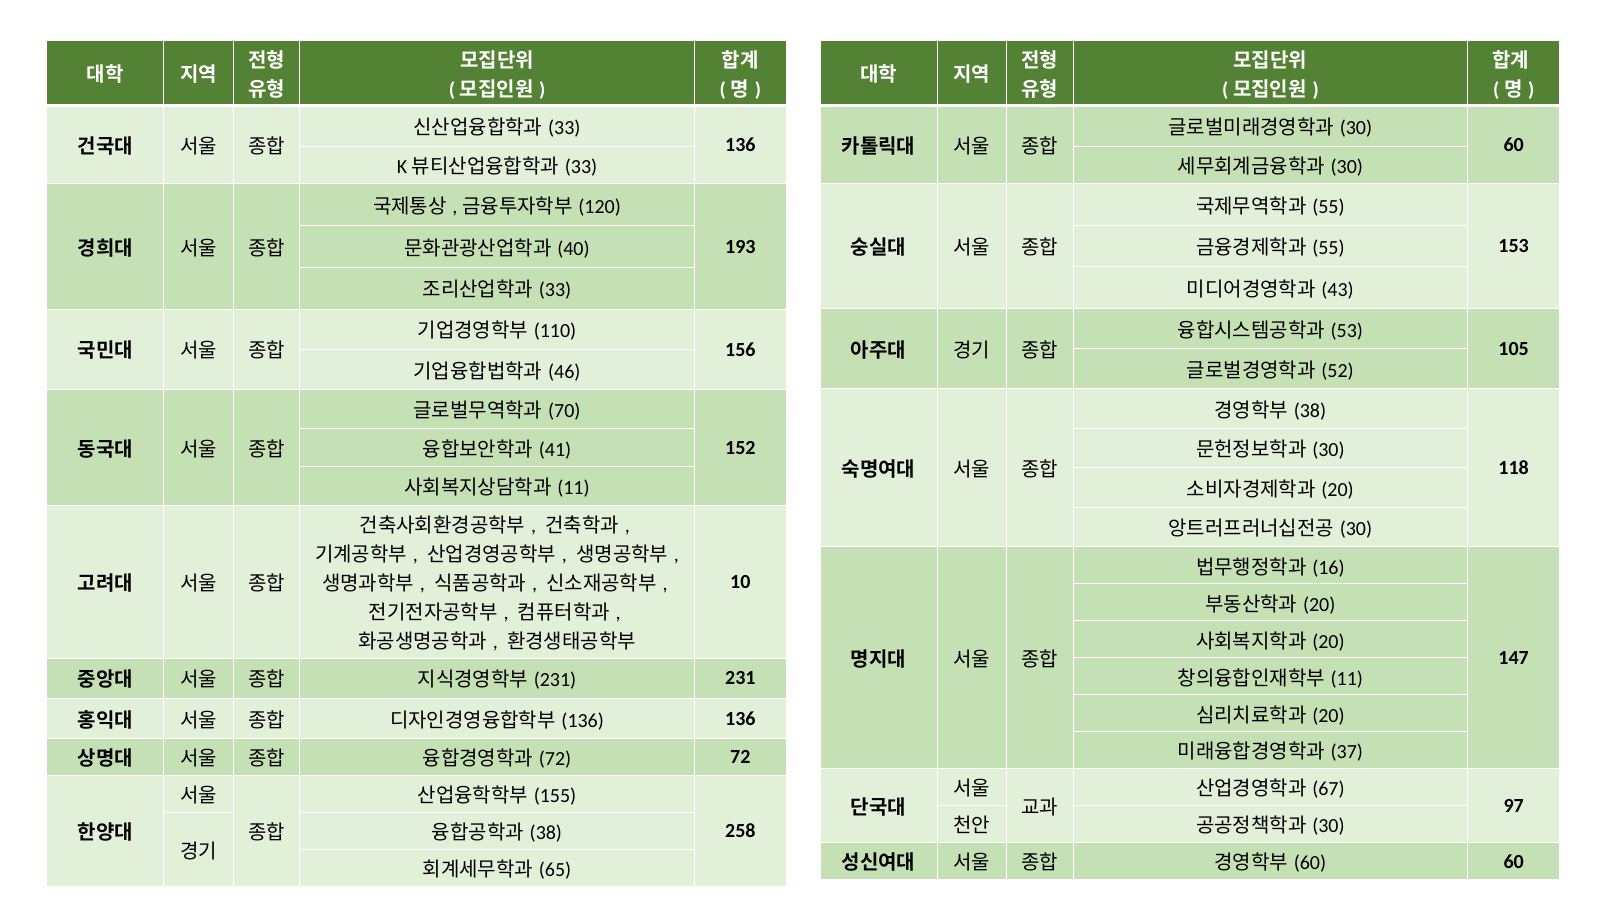 대학 지역 전형 유형 모집단위 ( 모집인원 ) 합계 ( 명 )
건국대 서울 종합 신산업융합학과 (33) 136
K 뷰티산업융합학과 (33)
경희대 서울 종합 국제통상 , 금융투자학부 (120) 193
문화관광산업학과 (40)
조리산업학과 (33)
국민대 서울 종합 기업경영학부 (110) 156
기업융합법학과 (46)
동국대 서울 종합 글로벌무역학과 (70) 152
융합보안학과 (41)
사회복지상담학과 (11)
고려대 서울 종합 건축사회환경공학부 , 건축학과 , 10
기계공학부 , 산업경영공학부 , 생명공학부 ,
생명과학부 , 식품공학과 , 신소재공학부 ,
전기전자공학부 , 컴퓨터학과 ,
화공생명공학과 , 환경생태공학부
중앙대 서울 종합 지식경영학부 (231) 231
홍익대 서울 종합 디자인경영융합학부 (136) 136
상명대 서울 종합 융합경영학과 (72) 72
한양대 서울 종합 산업융학학부 (155) 258
경기 융합공학과 (38)
회계세무학과 (65)
대학 지역 전형 유형 모집단위 ( 모집인원 ) 합계 ( 명 )
카톨릭대 서울 종합 글로벌미래경영학과 (30) 60
세무회계금융학과 (30)
숭실대 서울 종합 국제무역학과 (55) 153
금융경제학과 (55)
미디어경영학과 (43)
아주대 경기 종합 융합시스템공학과 (53) 105
글로벌경영학과 (52)
숙명여대 서울 종합 경영학부 (38) 118
문헌정보학과 (30)
소비자경제학과 (20)
앙트러프러너십전공 (30)
명지대 서울 종합 법무행정학과 (16) 147
부동산학과 (20)
사회복지학과 (20)
창의융합인재학부 (11)
심리치료학과 (20)
미래융합경영학과 (37)
단국대 서울 교과 산업경영학과 (67) 97
천안 공공정책학과 (30)
성신여대 서울 종합 경영학부 (60) 60